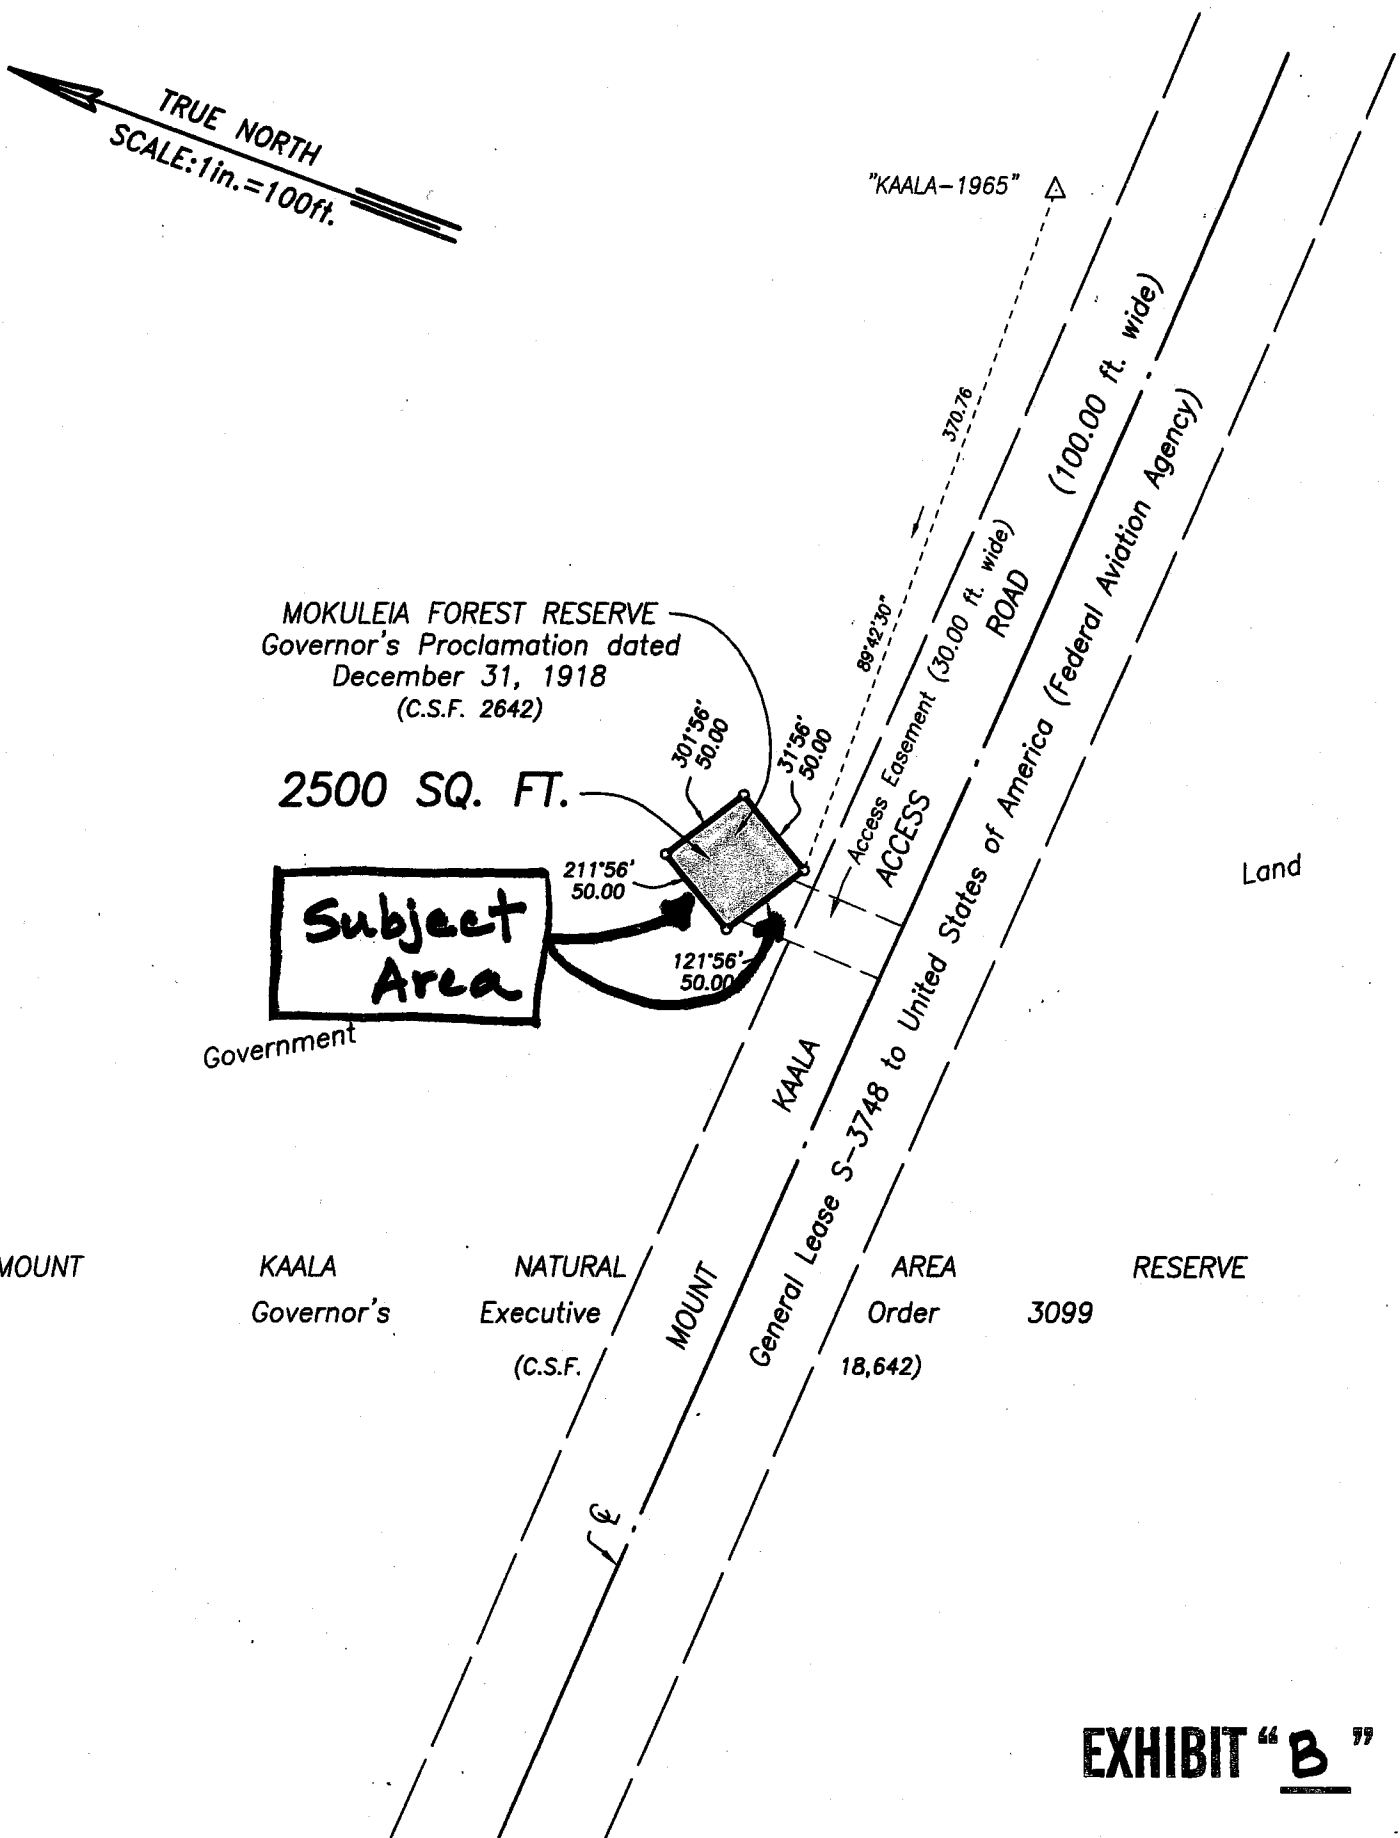 TRUE NORTH
SCALE:1in.=100ft.
"KAALA-1965"
370.76
89°42'30"
(100.00 ft. wide)
ROAD
Access Easement (30.00 ft. wide)
ACCESS
General Lease S-3748 to United States of America (Federal Aviation Agency)
MOKULEIA FOREST RESERVE
Governor's Proclamation dated
December 31, 1918
(C.S.F. 2642)
301°56'
50.00
31°56'
50.00
2500 SQ. FT.
211°56'
50.00
Subject
Area
121°56'
50.00
Land
Government
KAALA
MOUNT
MOUNT KAALA NATURAL AREA RESERVE
Governor's Executive Order 3099
(C.S.F. 18,642)
℄
EXHIBIT "B"